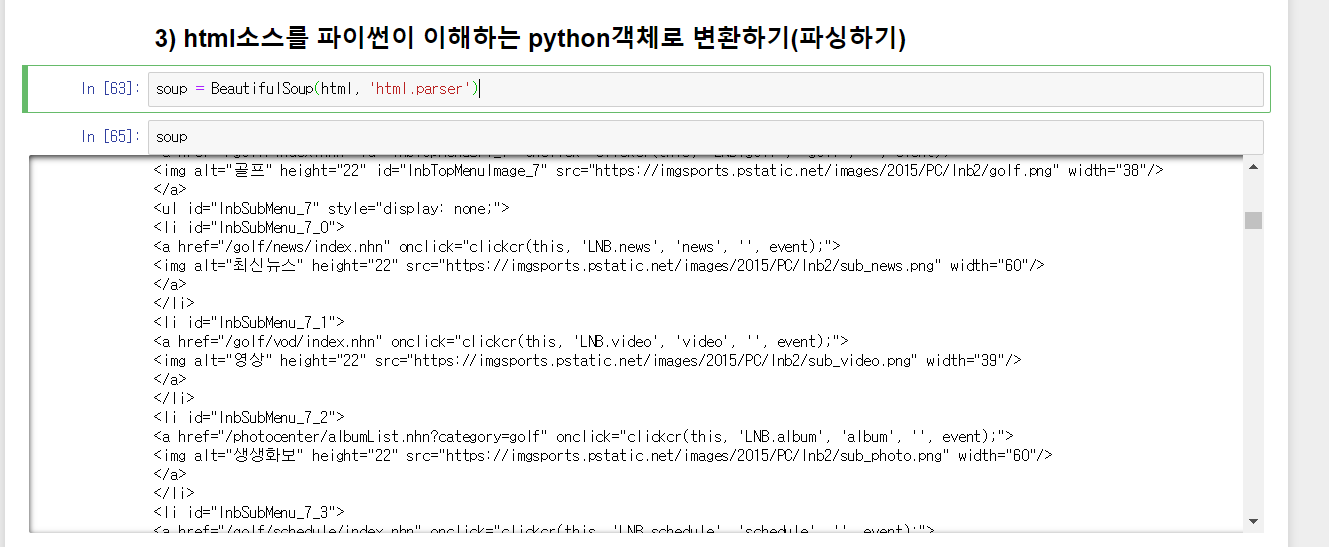 3) html소스를 파이썬이 이해하는 python객체로 변환하기(파싱하기)
In [63]: soup = BeautifulSoup(html, 'html.parser')
In [65]: soup
<img alt="골프" height="22" id="lnbTopMenuImage_7" src="https://imgsports.pstatic.net/images/2015/PC/lnb2/golf.png" width="38"/>
</a>
<ul id="lnbSubMenu_7" style="display: none;">
<li id="lnbSubMenu_7_0">
<a href="/golf/news/index.nhn" onclick="clickcr(this, 'LNB.news', 'news', '', event);">
<img alt="최신뉴스" height="22" src="https://imgsports.pstatic.net/images/2015/PC/lnb2/sub_news.png" width="60"/>
</a>
</li>
<li id="lnbSubMenu_7_1">
<a href="/golf/vod/index.nhn" onclick="clickcr(this, 'LNB.video', 'video', '', event);">
<img alt="영상" height="22" src="https://imgsports.pstatic.net/images/2015/PC/lnb2/sub_video.png" width="39"/>
</a>
</li>
<li id="lnbSubMenu_7_2">
<a href="/photocenter/albumList.nhn?category=golf" onclick="clickcr(this, 'LNB.album', 'album', '', event);">
<img alt="생생화보" height="22" src="https://imgsports.pstatic.net/images/2015/PC/lnb2/sub_photo.png" width="60"/>
</a>
</li>
<li id="lnbSubMenu_7_3">
<a href="/golf/schedule/index.nhn" onclick="clickcr(this, 'LNB.schedule', 'schedule', '', event);">